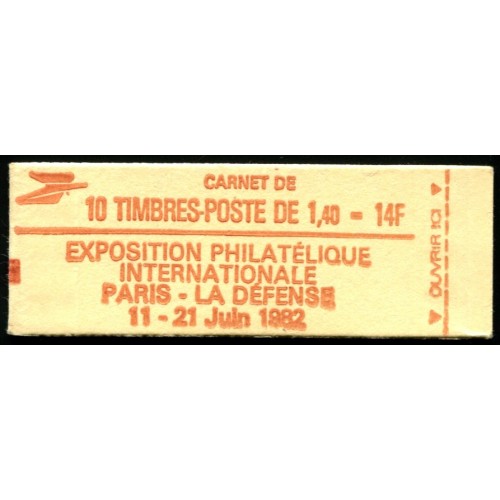 CARNET DE
10 TIMBRES-POSTE DE 1,40 = 14F
EXPOSITION PHILATÉLIQUE
INTERNATIONALE
PARIS - LA DÉFENSE
11 - 21 Juin 1982
OUVRIR ICI